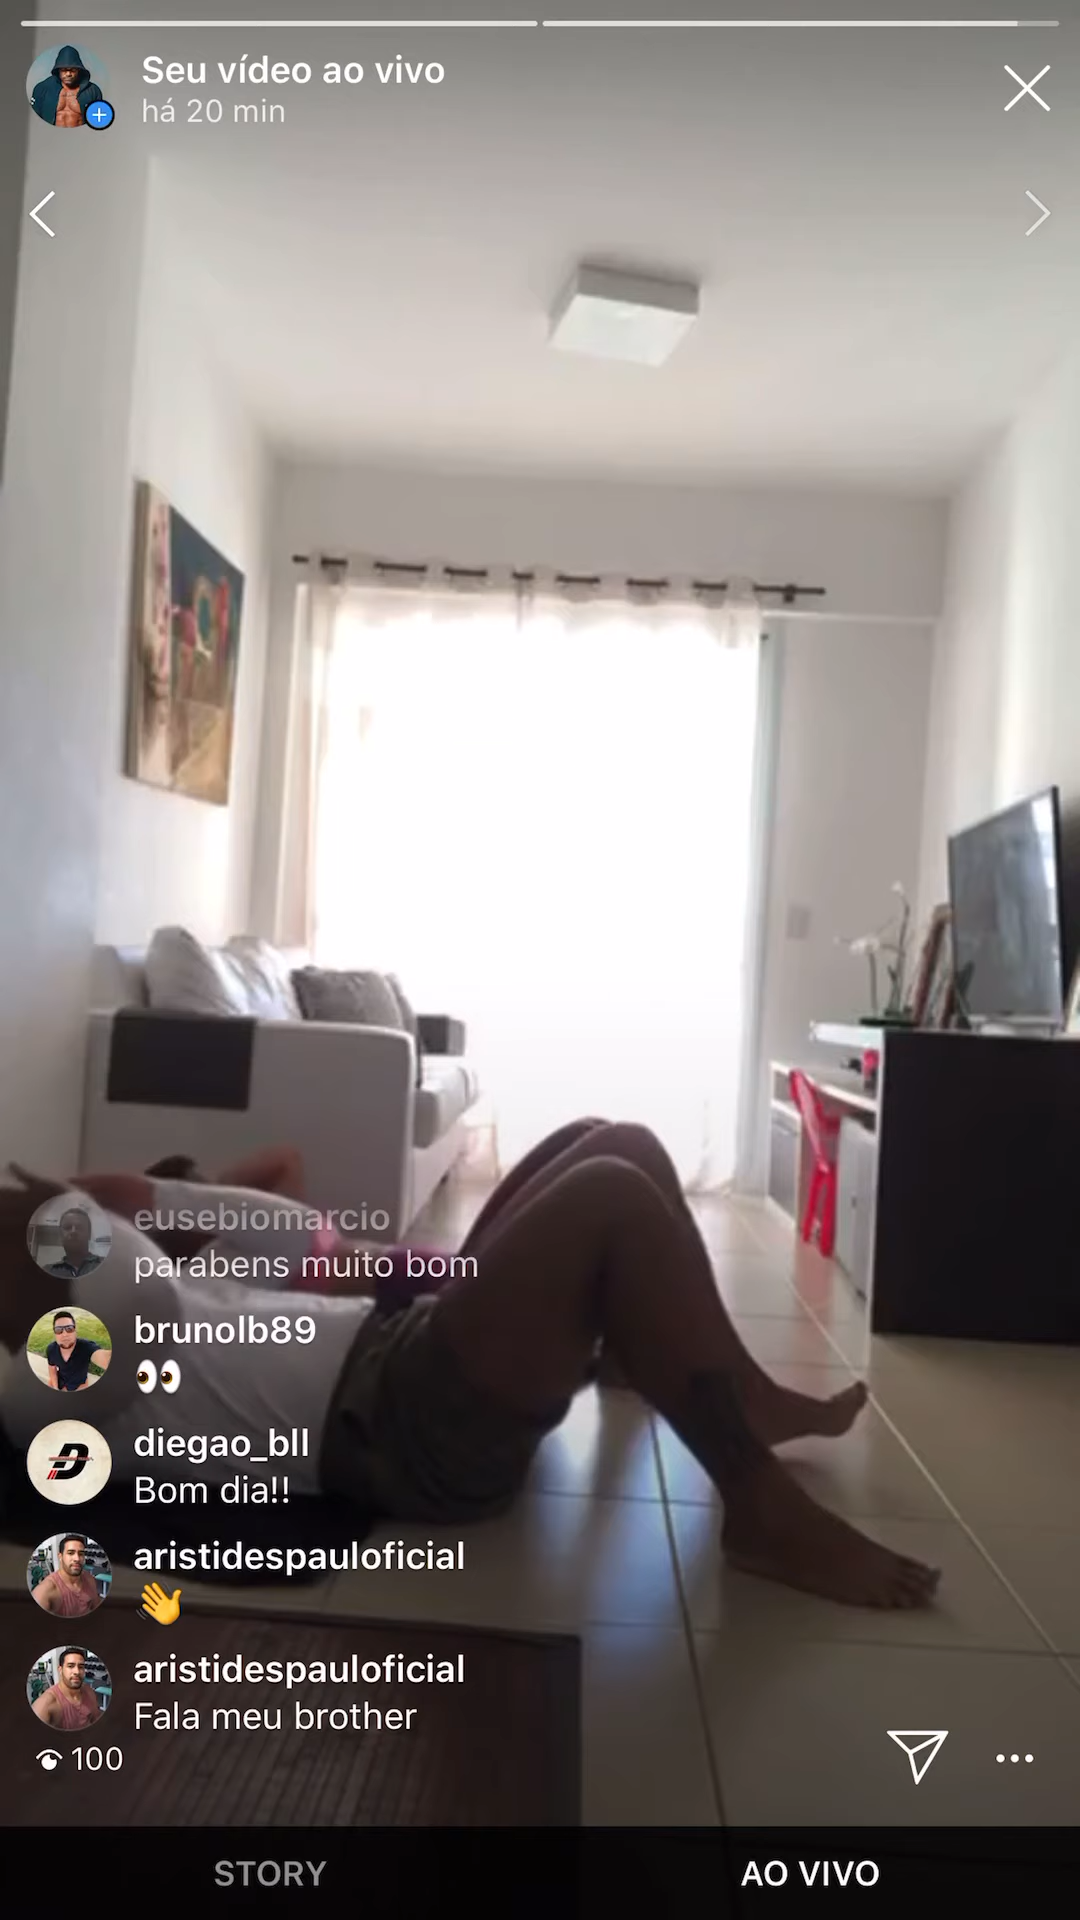 Seu vídeo ao vivo
há 20 min
eusebiomarcio
parabens muito bom
brunolb89
👀
diegao_bll
Bom dia!!
aristidespauloficial
👋
aristidespauloficial
Fala meu brother
100
STORY
AO VIVO